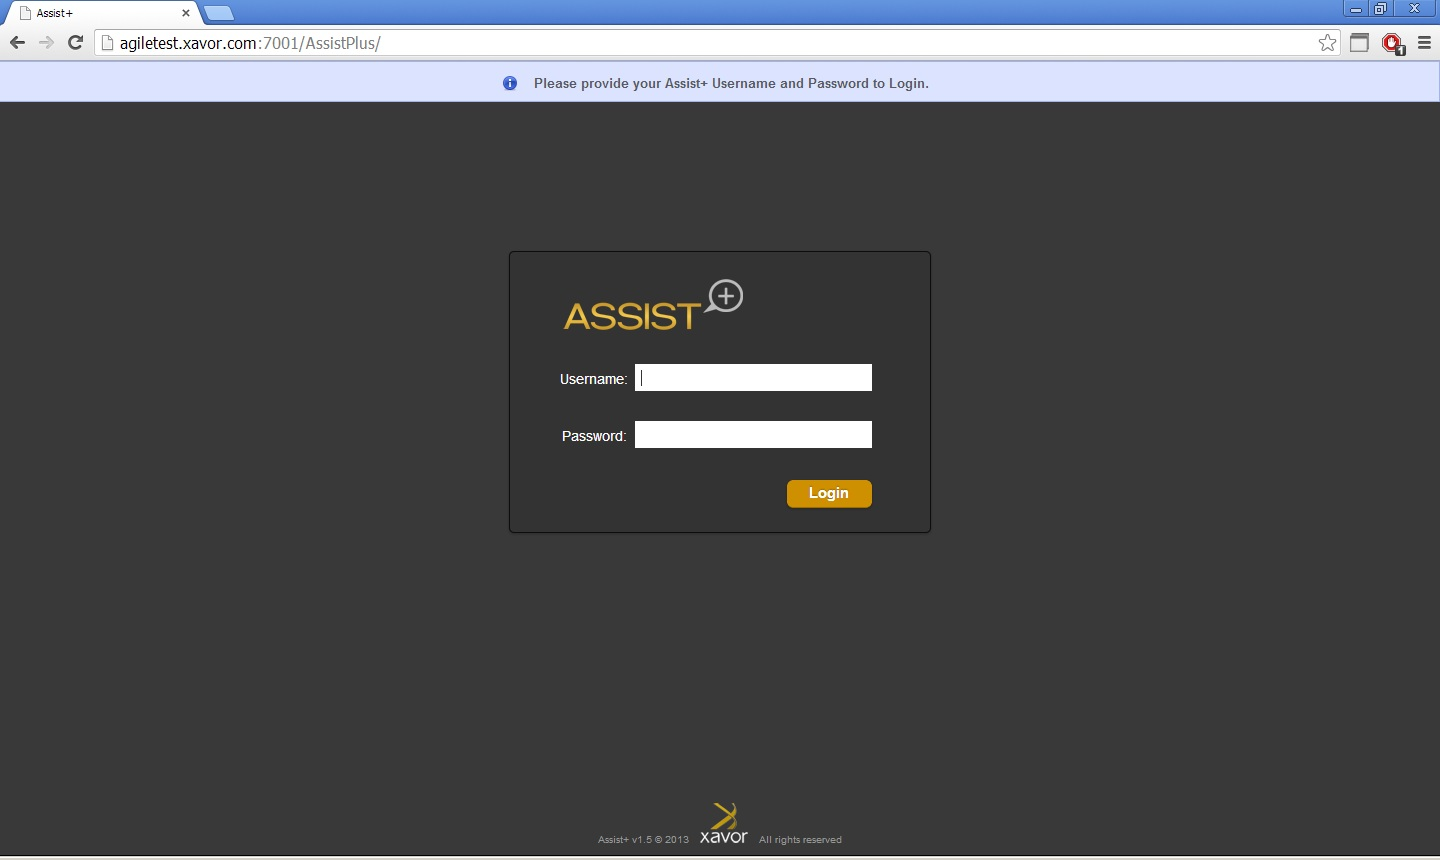 Assist+
agiletest.xavor.com:7001/AssistPlus/
1
Please provide your Assist+ Username and Password to Login.
ASSIST+
Username:
Password:
Login
Assist+ v1.5 © 2013 xavor All rights reserved